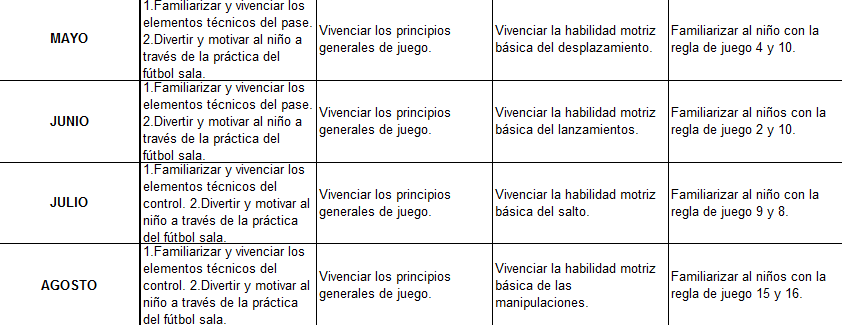 MAYO
1.Familiarizar y vivenciar los
elementos técnicos del pase.
2.Divertir y motivar al niño a
través de la práctica del
fútbol sala.
Vivenciar los principios
generales de juego.
Vivenciar la habilidad motriz
básica del desplazamiento.
Familiarizar al niño con la
regla de juego 4 y 10.
JUNIO
1.Familiarizar y vivenciar los
elementos técnicos del pase.
2.Divertir y motivar al niño a
través de la práctica del
fútbol sala.
Vivenciar los principios
generales de juego.
Vivenciar la habilidad motriz
básica del lanzamientos.
Familiarizar al niños con la
regla de juego 2 y 10.
JULIO
1.Familiarizar y vivenciar los
elementos técnicos del
control. 2.Divertir y motivar al
niño a través de la práctica
del fútbol sala.
Vivenciar los principios
generales de juego.
Vivenciar la habilidad motriz
básica del salto.
Familiarizar al niño con la
regla de juego 9 y 8.
AGOSTO
1.Familiarizar y vivenciar los
elementos técnicos del
control. 2.Divertir y motivar al
niño a través de la práctica
del fútbol sala.
Vivenciar los principios
generales de juego.
Vivenciar la habilidad motriz
básica de las
manipulaciones.
Familiarizar al niños con la
regla de juego 15 y 16.